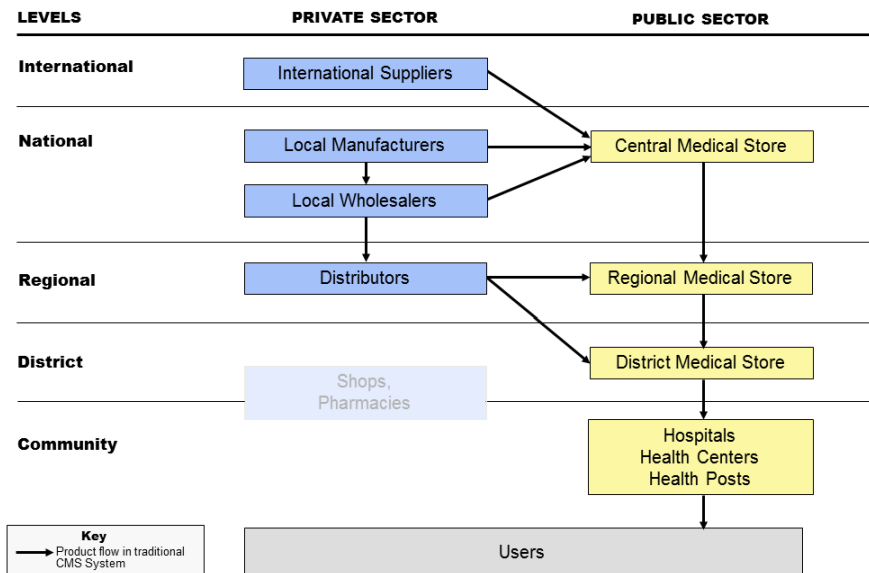 LEVELS
PRIVATE SECTOR
PUBLIC SECTOR
International
International Suppliers
National
Local Manufacturers
Central Medical Store
Local Wholesalers
Regional
Distributors
Regional Medical Store
District
District Medical Store
Shops,
Pharmacies
Community
Hospitals
Health Centers
Health Posts
Key
Product flow in traditional
CMS System
Users